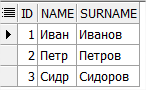 ID NAME SURNAME
1 Иван Иванов
2 Петр Петров
3 Сидр Сидоров